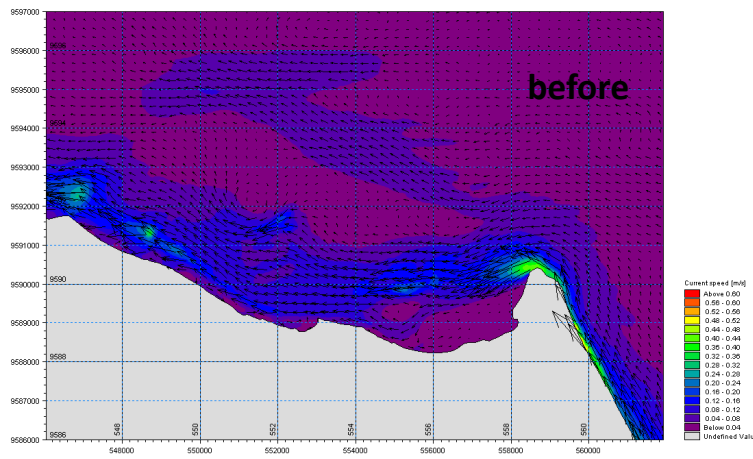 9597000
9596000
9595000
9594000
9593000
9592000
9591000
9590000
9589000
9588000
9587000
9586000
9596
9594
9590
9588
9586
before
548
550
552
554
556
558
560
548000
550000
552000
554000
556000
558000
560000
Current speed [m/s]
Above 0.60
0.56 - 0.60
0.52 - 0.56
0.48 - 0.52
0.44 - 0.48
0.40 - 0.44
0.36 - 0.40
0.32 - 0.36
0.28 - 0.32
0.24 - 0.28
0.20 - 0.24
0.16 - 0.20
0.12 - 0.16
0.08 - 0.12
0.04 - 0.08
Below 0.04
Undefined Valu